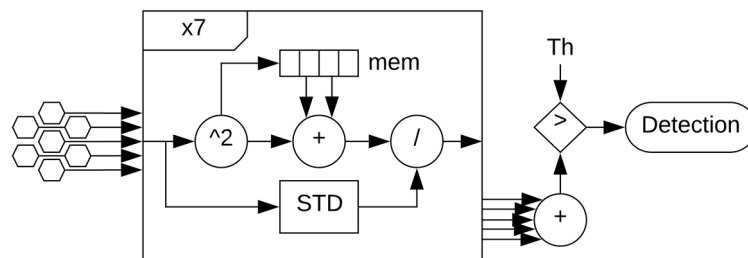 x7
mem
Th
^2
+
/
>
Detection
STD
+